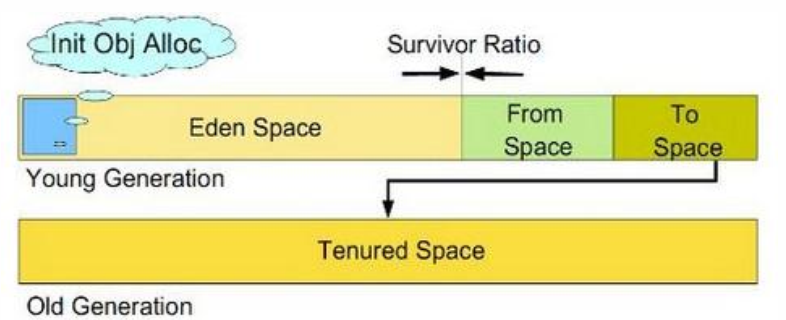 Init Obj Alloc
Survivor Ratio
Eden Space
From
Space
To
Space
Young Generation
Tenured Space
Old Generation